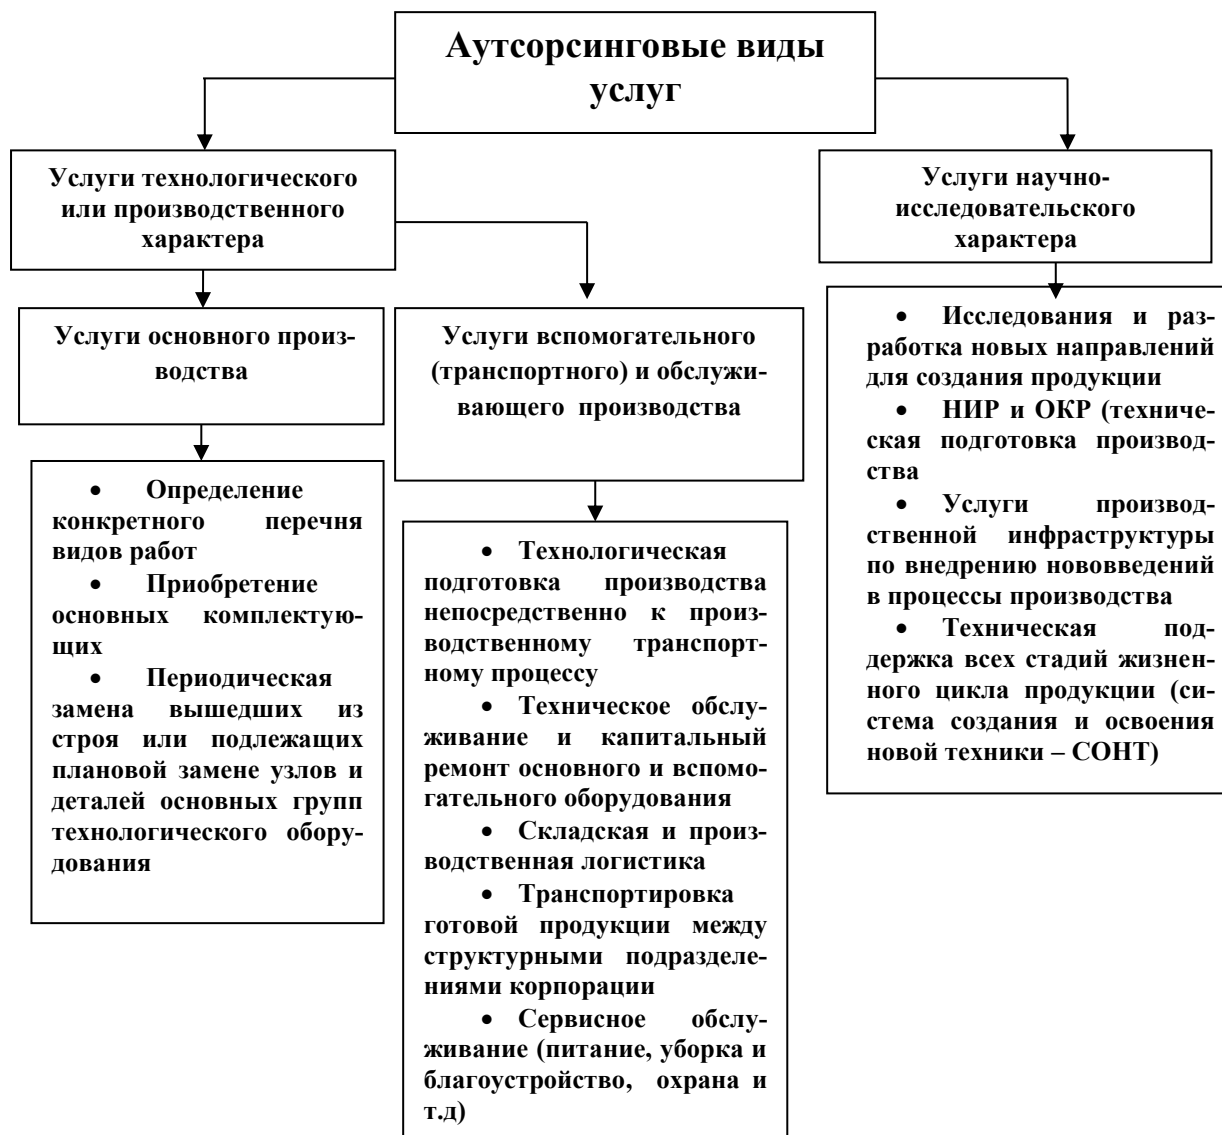 Аутсорсинговые виды
услуг
Услуги технологического
или производственного
характера
Услуги научно-
исследовательского
характера
Услуги основного произ-
водства
Услуги вспомогательного
(транспортного) и обслужи-
вающего производства
• Определение
конкретного перечня
видов работ
• Приобретение
основных комплектую-
щих
• Периодическая
замена вышедших из
строя или подлежащих
плановой замене узлов и
деталей основных групп
технологического обору-
дования
• Технологическая
подготовка производства
непосредственно к произ-
водственному транспорт-
ному процессу
• Техническое обслу-
живание и капитальный
ремонт основного и вспомо-
гательного оборудования
• Складская и произ-
водственная логистика
• Транспортировка
готовой продукции между
структурными подразделе-
ниями корпорации
• Сервисное обслу-
живание (питание, уборка и
благоустройство, охрана и
т.д)
• Исследования и раз-
работка новых направлений
для создания продукции
• НИР и ОКР (техниче-
ская подготовка производ-
ства
• Услуги производ-
ственной инфраструктуры
по внедрению нововведений
в процессы производства
• Техническая под-
держка всех стадий жизнен-
ного цикла продукции (си-
стема создания и освоения
новой техники – СОНТ)